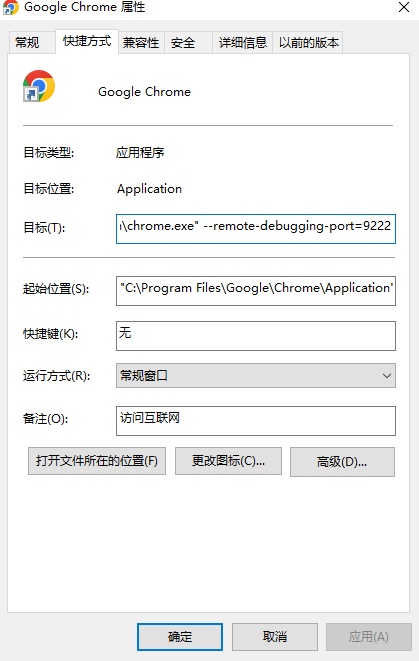 Google Chrome 属性
常规 快捷方式 兼容性 安全 详细信息 以前的版本
Google Chrome
目标类型: 应用程序
目标位置: Application
目标(T): \chrome.exe" --remote-debugging-port=9222
起始位置(S): "C:\Program Files\Google\Chrome\Application"
快捷键(K): 无
运行方式(R): 常规窗口
备注(O): 访问互联网
打开文件所在的位置(F) 更改图标(C)... 高级(D)...
确定 取消 应用(A)